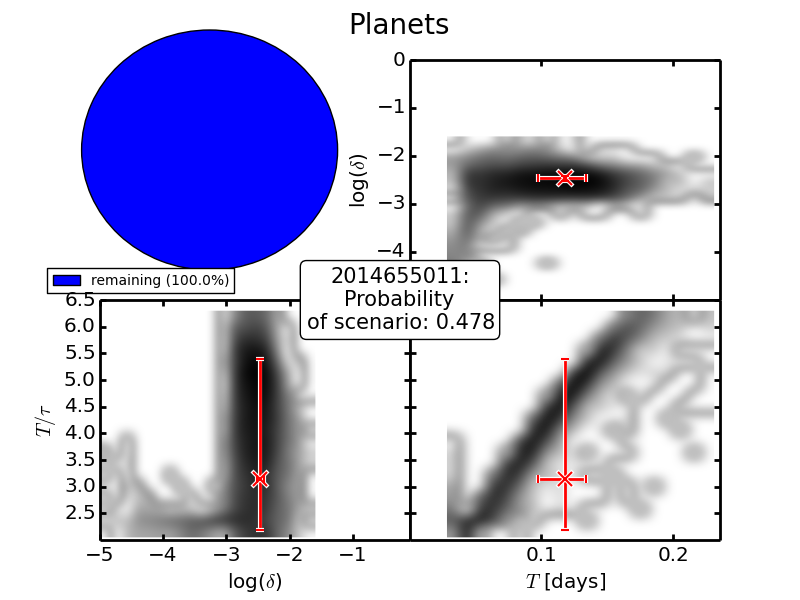 Planets
0
−1
−2
−3
−4
log(δ)
remaining (100.0%)
2014655011:
Probability
of scenario: 0.478
6.5
6.0
5.5
5.0
4.5
4.0
3.5
3.0
2.5
T/τ
−5 −4 −3 −2 −1
log(δ)
0.1 0.2
T [days]